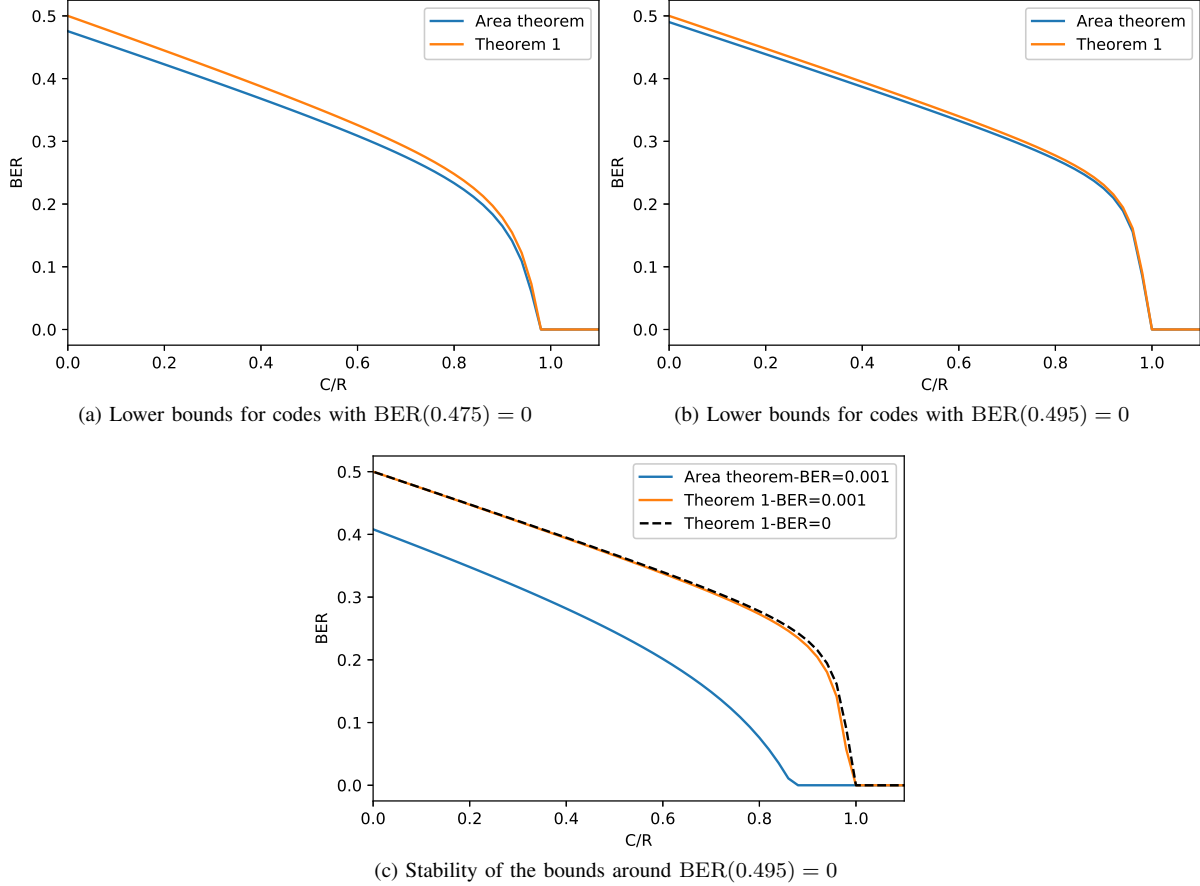 0.5
0.4
0.3
0.2
0.1
0.0
BER
0.0 0.2 0.4 0.6 0.8 1.0
C/R
Area theorem
Theorem 1
(a) Lower bounds for codes with BER(0.475) = 0
0.5
0.4
0.3
0.2
0.1
0.0
BER
0.0 0.2 0.4 0.6 0.8 1.0
C/R
Area theorem
Theorem 1
(b) Lower bounds for codes with BER(0.495) = 0
0.5
0.4
0.3
0.2
0.1
0.0
BER
0.0 0.2 0.4 0.6 0.8 1.0
C/R
Area theorem-BER=0.001
Theorem 1-BER=0.001
Theorem 1-BER=0
(c) Stability of the bounds around BER(0.495) = 0